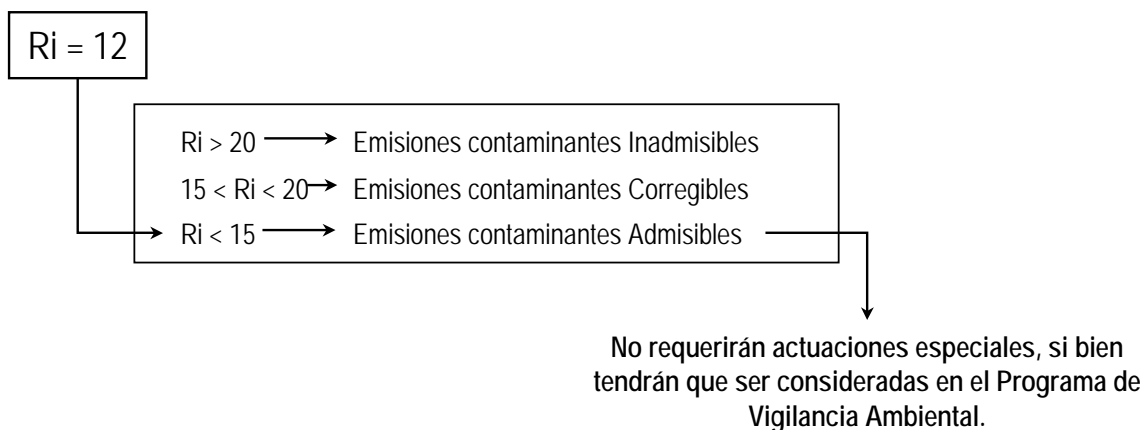 Ri = 12
Ri > 20 Emisiones contaminantes Inadmisibles
15 < Ri < 20 Emisiones contaminantes Corregibles
Ri < 15 Emisiones contaminantes Admisibles
No requerirán actuaciones especiales, si bien
tendrán que ser consideradas en el Programa de
Vigilancia Ambiental.